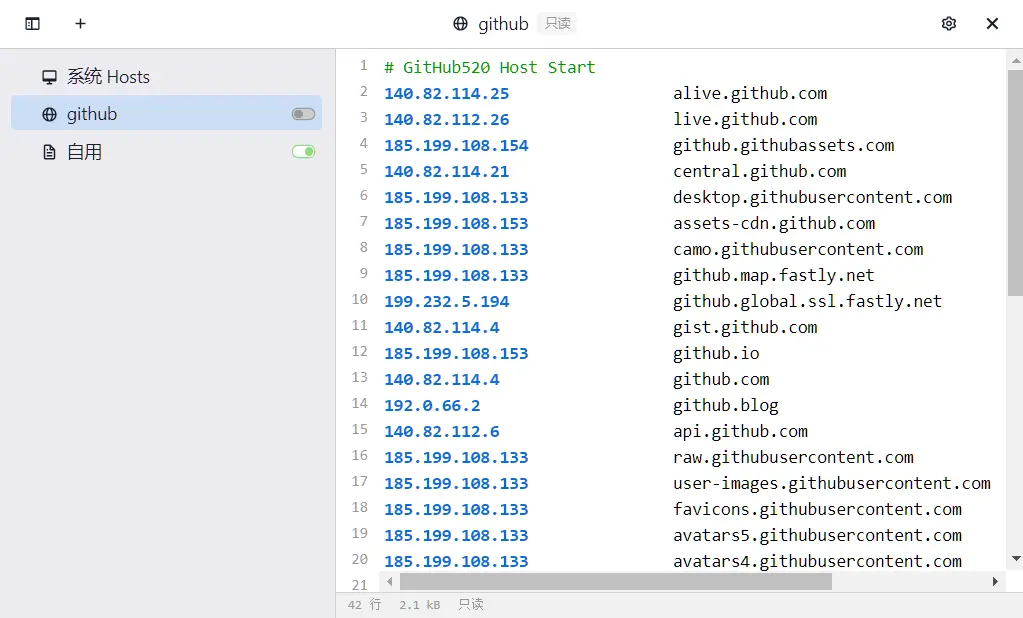 github 只读
系统 Hosts
github
自用
1 # GitHub520 Host Start
2 140.82.114.25 alive.github.com
3 140.82.112.26 live.github.com
4 185.199.108.154 github.githubassets.com
5 140.82.114.21 central.github.com
6 185.199.108.133 desktop.githubusercontent.com
7 185.199.108.153 assets-cdn.github.com
8 185.199.108.133 camo.githubusercontent.com
9 185.199.108.133 github.map.fastly.net
10 199.232.5.194 github.global.ssl.fastly.net
11 140.82.114.4 gist.github.com
12 185.199.108.153 github.io
13 140.82.114.4 github.com
14 192.0.66.2 github.blog
15 140.82.112.6 api.github.com
16 185.199.108.133 raw.githubusercontent.com
17 185.199.108.133 user-images.githubusercontent.com
18 185.199.108.133 favicons.githubusercontent.com
19 185.199.108.133 avatars5.githubusercontent.com
20 185.199.108.133 avatars4.githubusercontent.com
21
42 行 2.1 kB 只读